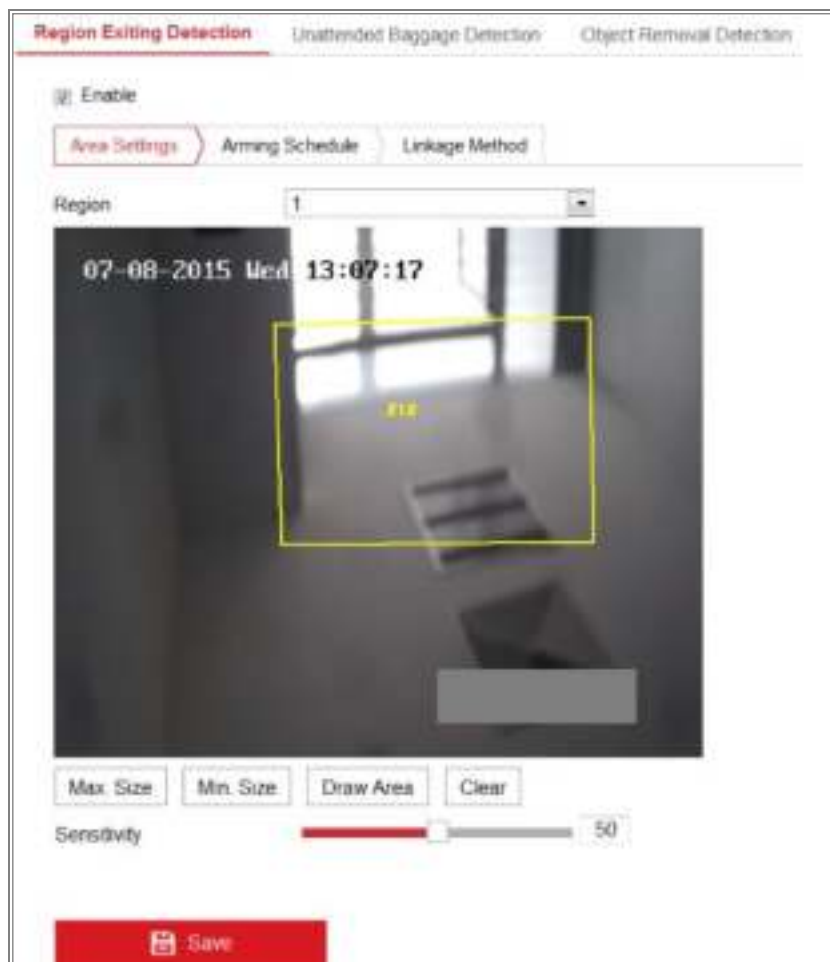 Region Exiting Detection
Unattended Baggage Detection
Object Removal Detection
Enable
Area Settings
Arming Schedule
Linkage Method
Region
1
07-08-2015 Wed 13:07:17
#1#
Max. Size
Min. Size
Draw Area
Clear
Sensitivity
50
Save